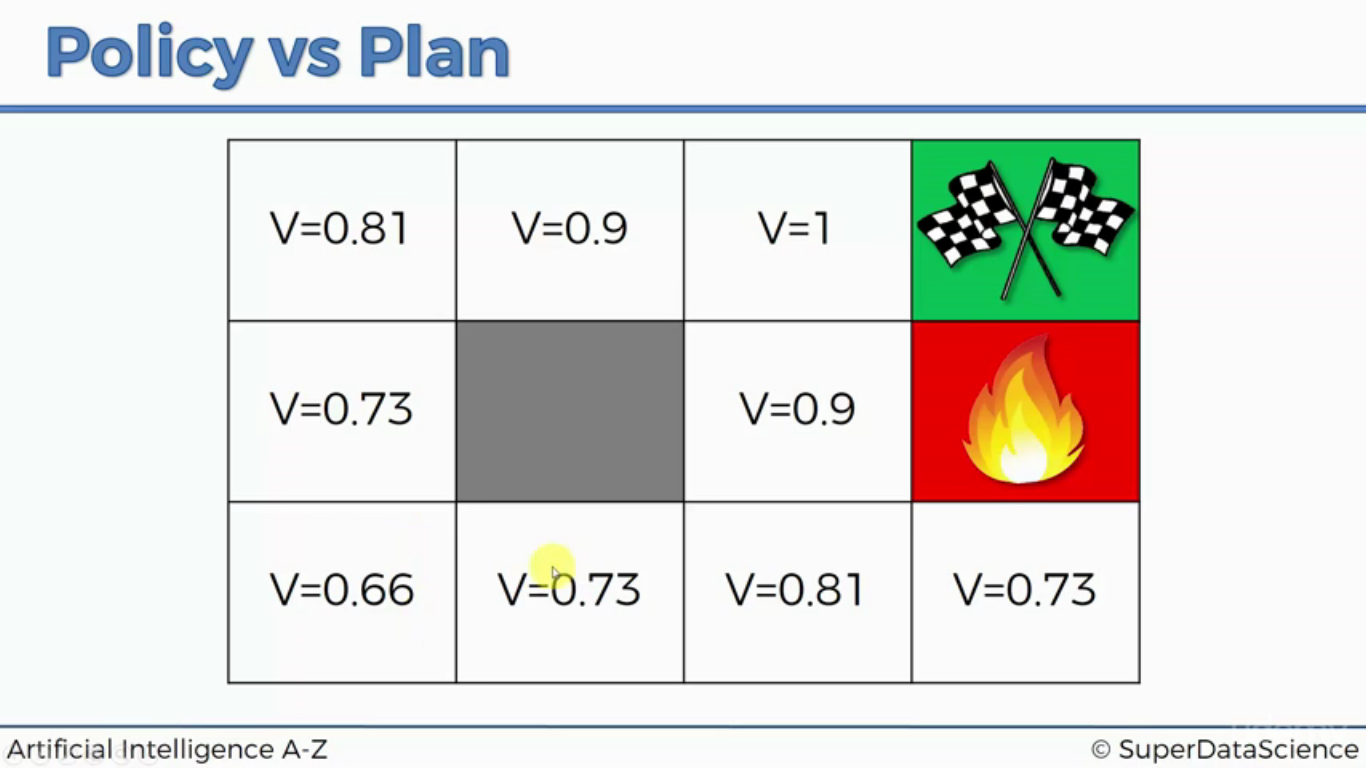 Policy vs Plan
V=0.81 V=0.9 V=1
V=0.73 V=0.9
V=0.66 V=0.73 V=0.81 V=0.73
Artificial Intelligence A-Z © SuperDataScience